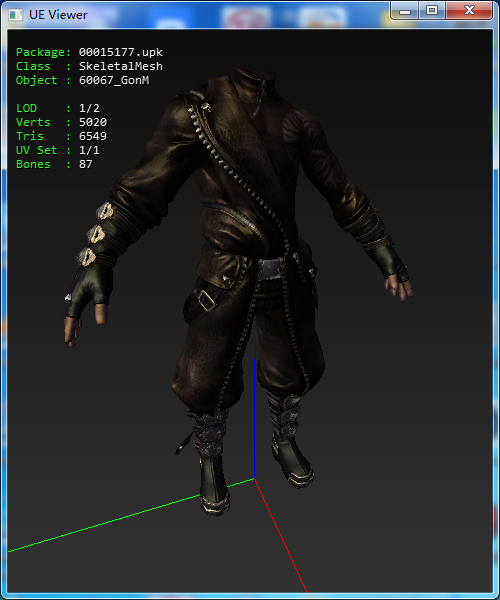 UE Viewer
Package: 00015177.upk
Class : SkeletalMesh
Object : 60067_GonM
LOD : 1/2
Verts : 5020
Tris : 6549
UV Set : 1/1
Bones : 87